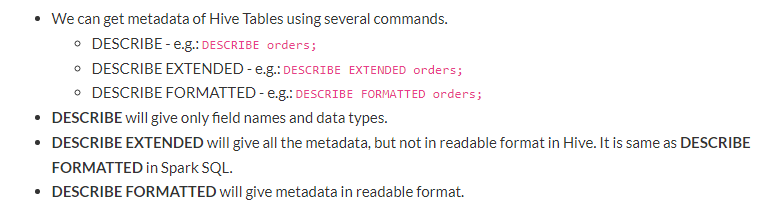 We can get metadata of Hive Tables using several commands.
DESCRIBE - e.g.: DESCRIBE orders;
DESCRIBE EXTENDED - e.g.: DESCRIBE EXTENDED orders;
DESCRIBE FORMATTED - e.g.: DESCRIBE FORMATTED orders;
DESCRIBE will give only field names and data types.
DESCRIBE EXTENDED will give all the metadata, but not in readable format in Hive. It is same as DESCRIBE
FORMATTED in Spark SQL.
DESCRIBE FORMATTED will give metadata in readable format.